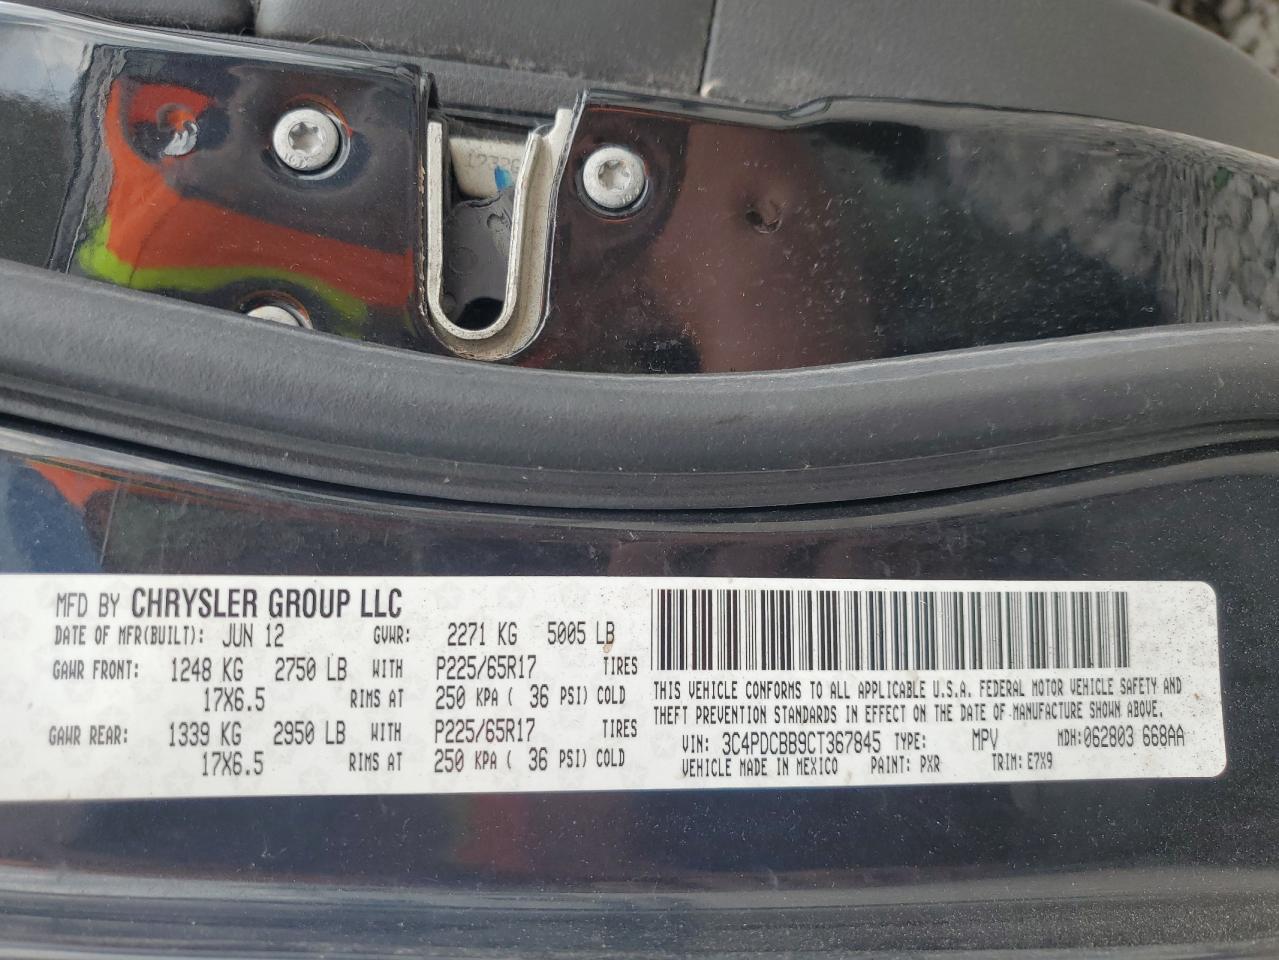 12326
MFD BY CHRYSLER GROUP LLC
DATE OF MFR(BUILT): JUN 12 GVWR: 2271 KG 5005 LB
GAWR FRONT: 1248 KG 2750 LB WITH P225/65R17 TIRES
17X6.5 RIMS AT 250 KPA ( 36 PSI) COLD
GAWR REAR: 1339 KG 2950 LB WITH P225/65R17 TIRES
17X6.5 RIMS AT 250 KPA ( 36 PSI) COLD
THIS VEHICLE CONFORMS TO ALL APPLICABLE U.S.A. FEDERAL MOTOR VEHICLE SAFETY AND
THEFT PREVENTION STANDARDS IN EFFECT ON THE DATE OF MANUFACTURE SHOWN ABOVE.
VIN: 3C4PDCBB9CT367845 TYPE: MPV MDH:062803 668AA
VEHICLE MADE IN MEXICO PAINT: PXR TRIM: E7X9